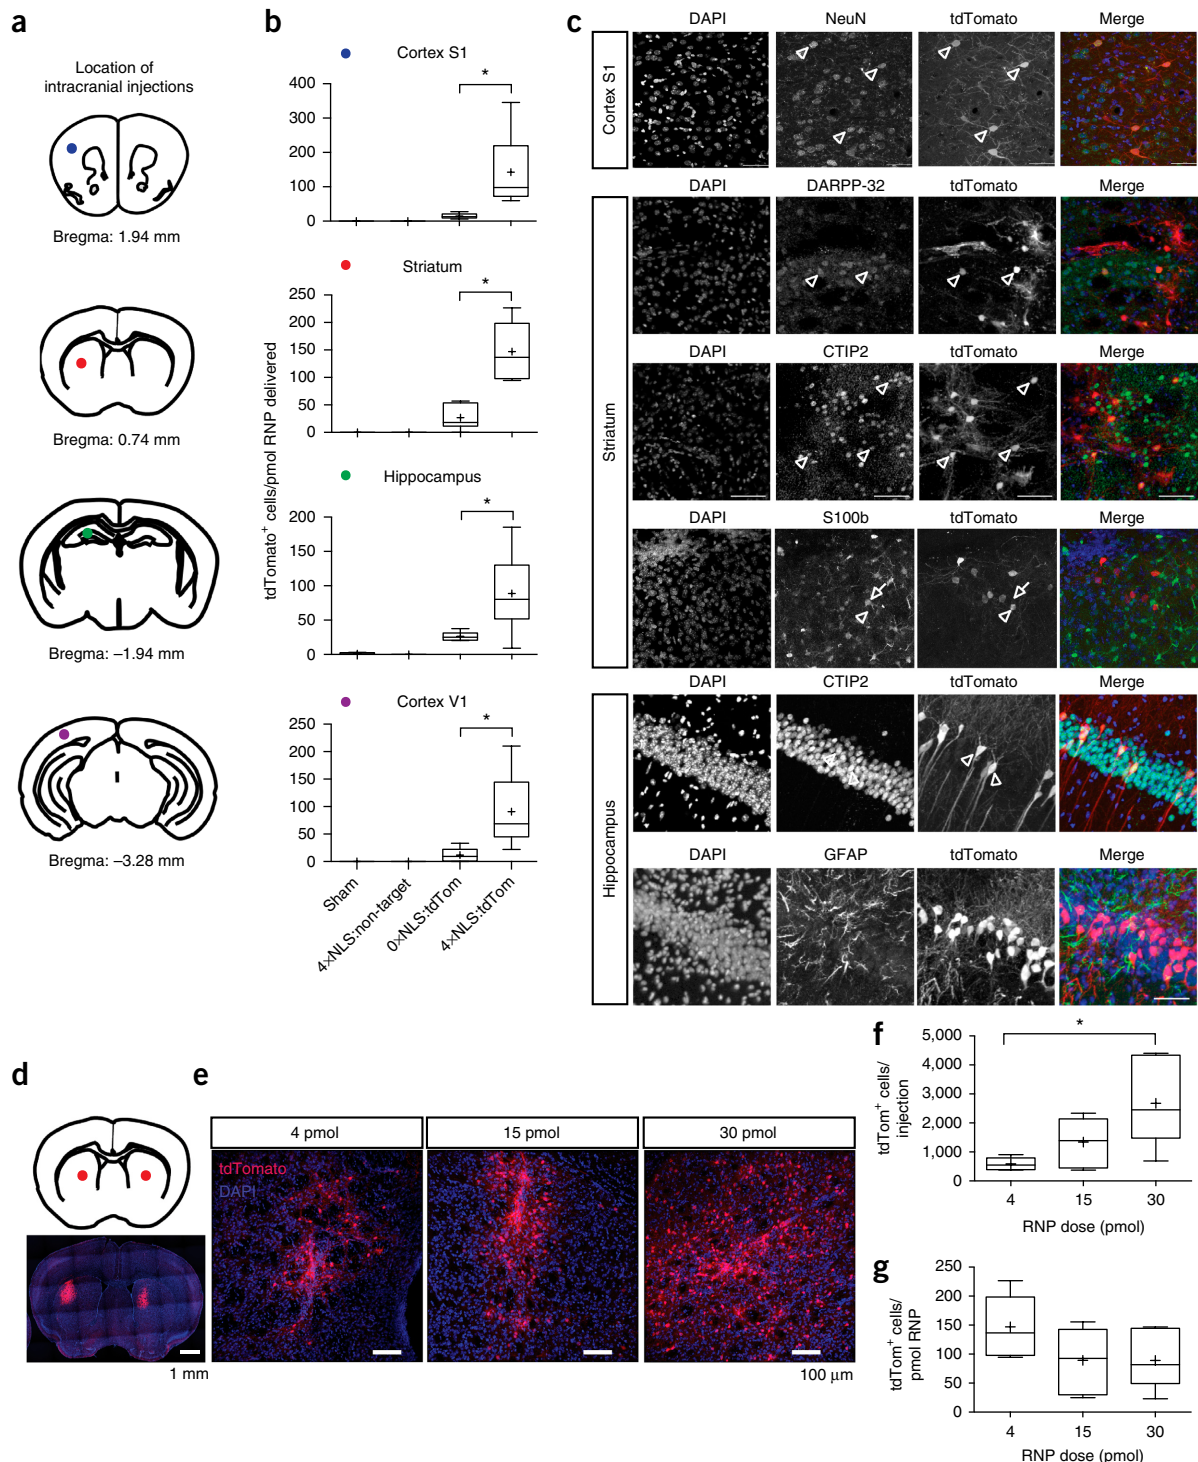 a
Location of
intracranial injections
Bregma: 1.94 mm
Bregma: 0.74 mm
Bregma: –1.94 mm
Bregma: –3.28 mm
b
tdTomato+ cells/pmol RNP delivered
Cortex S1
*
400
300
200
100
0
Striatum
*
250
200
150
100
50
0
Hippocampus
*
200
150
100
50
0
Cortex V1
*
250
200
150
100
50
0
Sham
4×NLS:non-target
0×NLS:tdTom
4×NLS:tdTom
c
DAPI NeuN tdTomato Merge
Cortex S1
DAPI DARPP-32 tdTomato Merge
Striatum
DAPI CTIP2 tdTomato Merge
DAPI S100b tdTomato Merge
DAPI CTIP2 tdTomato Merge
Hippocampus
DAPI GFAP tdTomato Merge
d
1 mm
e
4 pmol 15 pmol 30 pmol
tdTomato
DAPI
100 μm
f
tdTom+ cells/
injection
*
5,000
4,000
3,000
2,000
1,000
0
4 15 30
RNP dose (pmol)
g
tdTom+ cells/
pmol RNP
250
200
150
100
50
0
4 15 30
RNP dose (pmol)